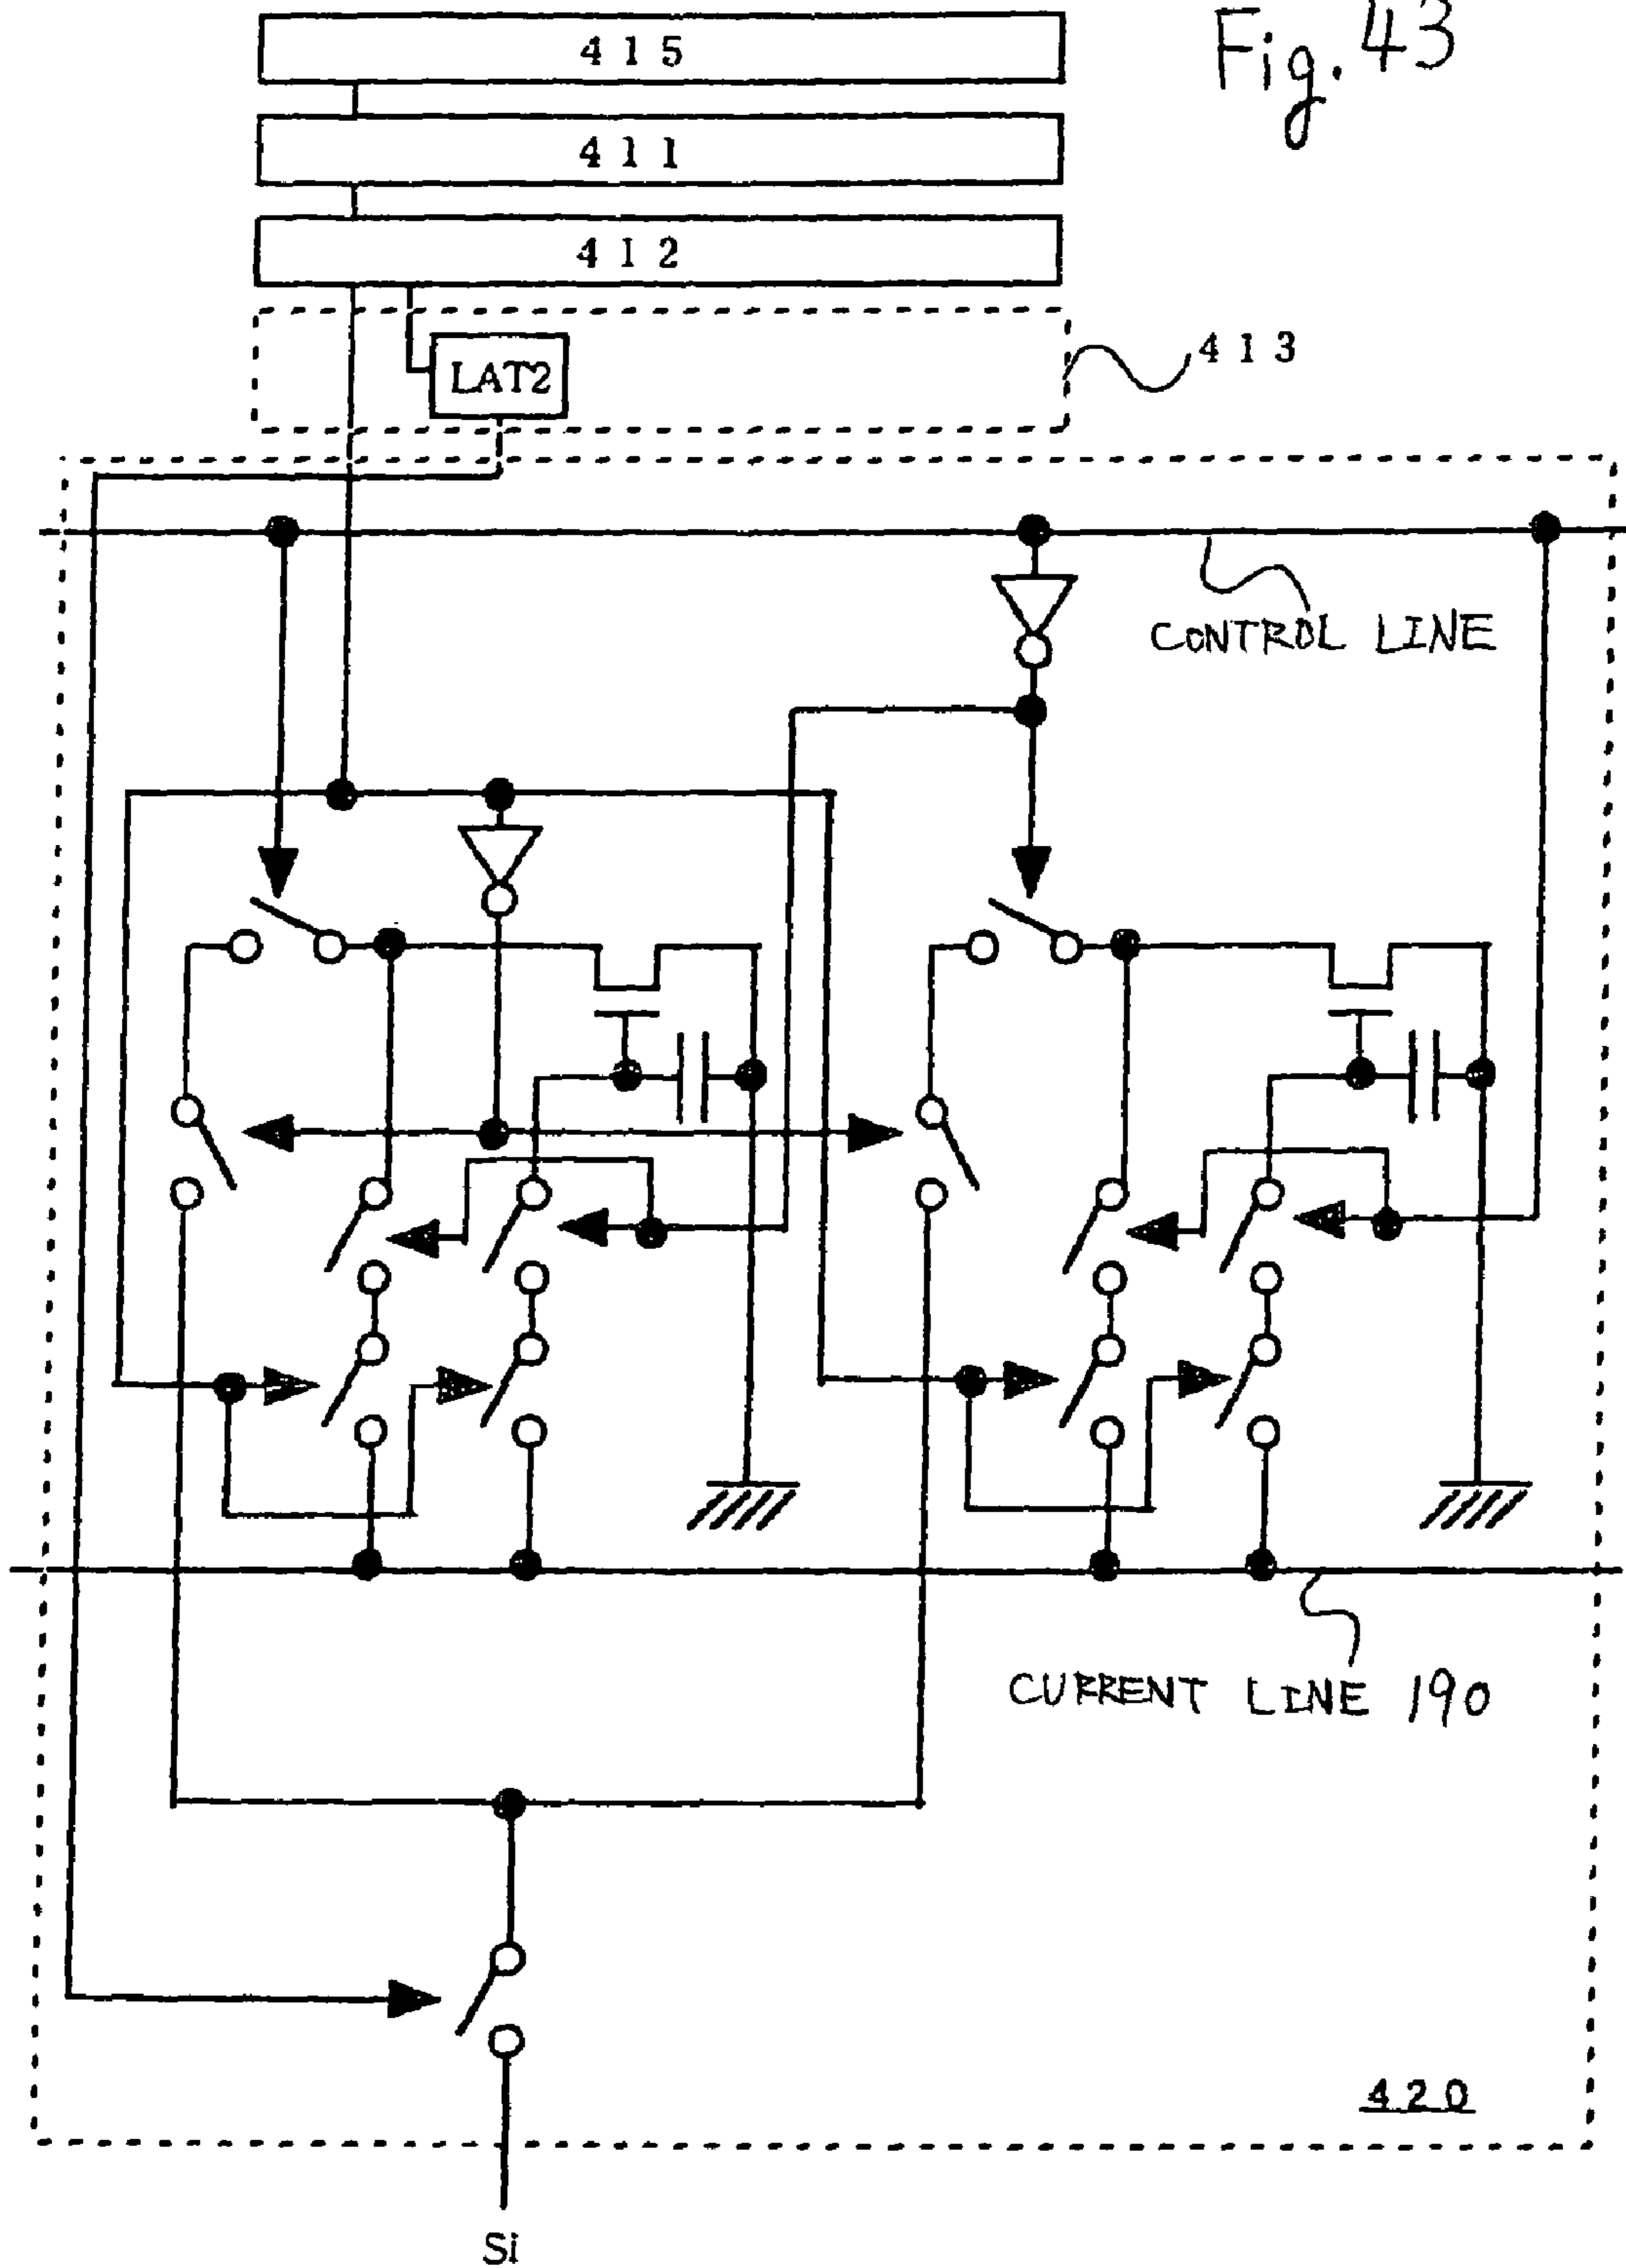 Fig. 43
415
411
412
LAT2
413
CONTROL LINE
CURRENT LINE 190
420
Si